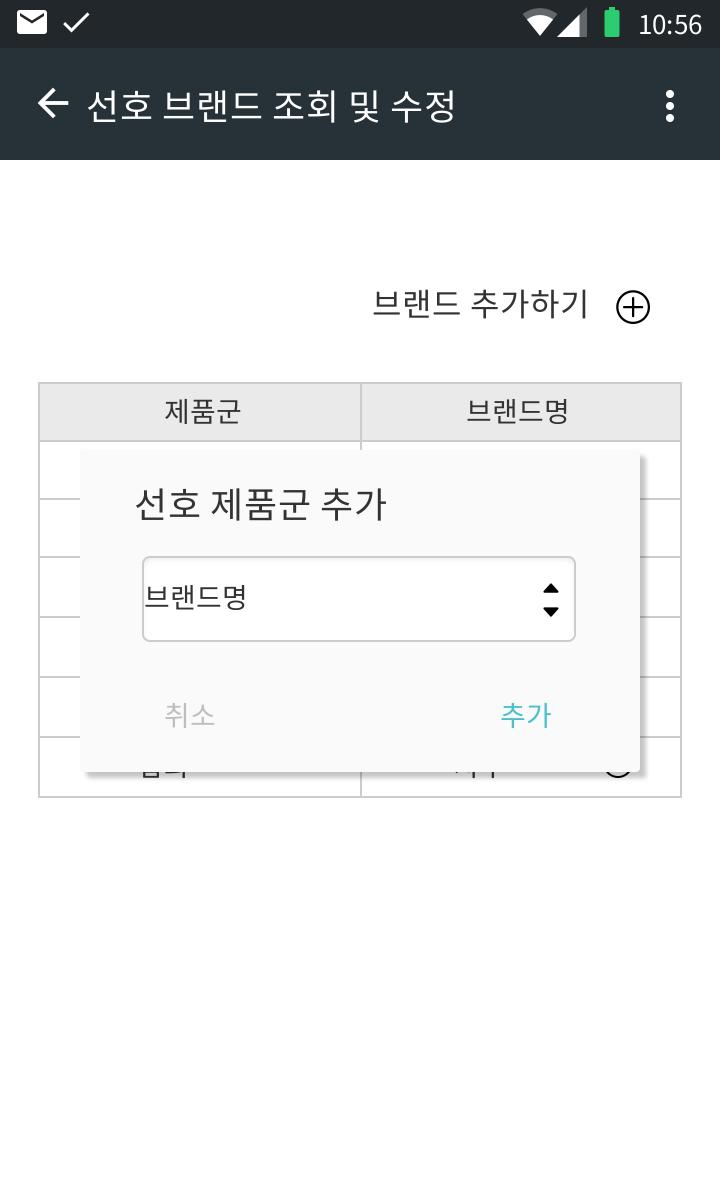 10:56
선호 브랜드 조회 및 수정
브랜드 추가하기
제품군 브랜드명
선호 제품군 추가
브랜드명
취소 추가